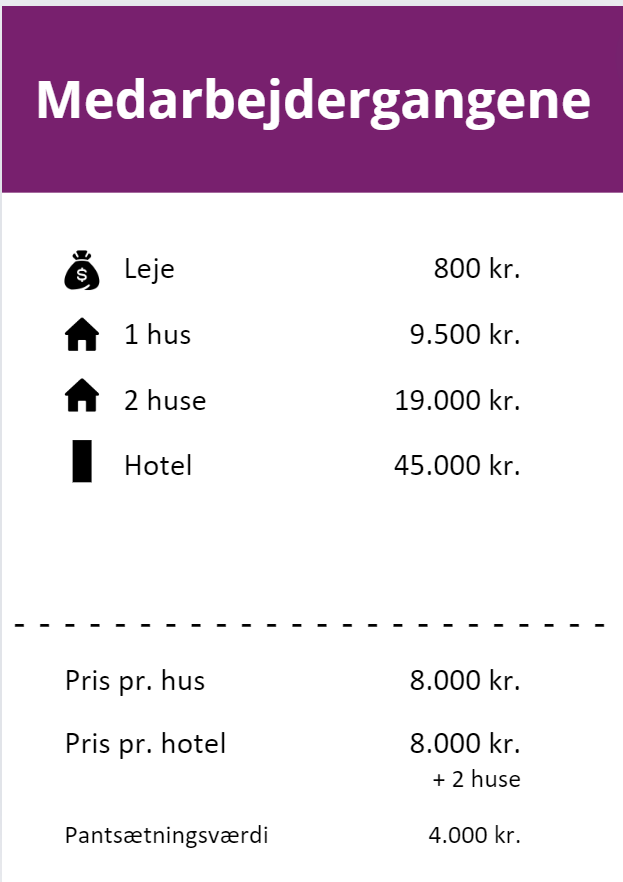 Medarbejdergangene
$
Leje 800 kr.
1 hus 9.500 kr.
2 huse 19.000 kr.
Hotel 45.000 kr.
- - - - - - - - - - - - - - - - - - - - - - - -
Pris pr. hus 8.000 kr.
Pris pr. hotel 8.000 kr.
+ 2 huse
Pantsætningsværdi 4.000 kr.